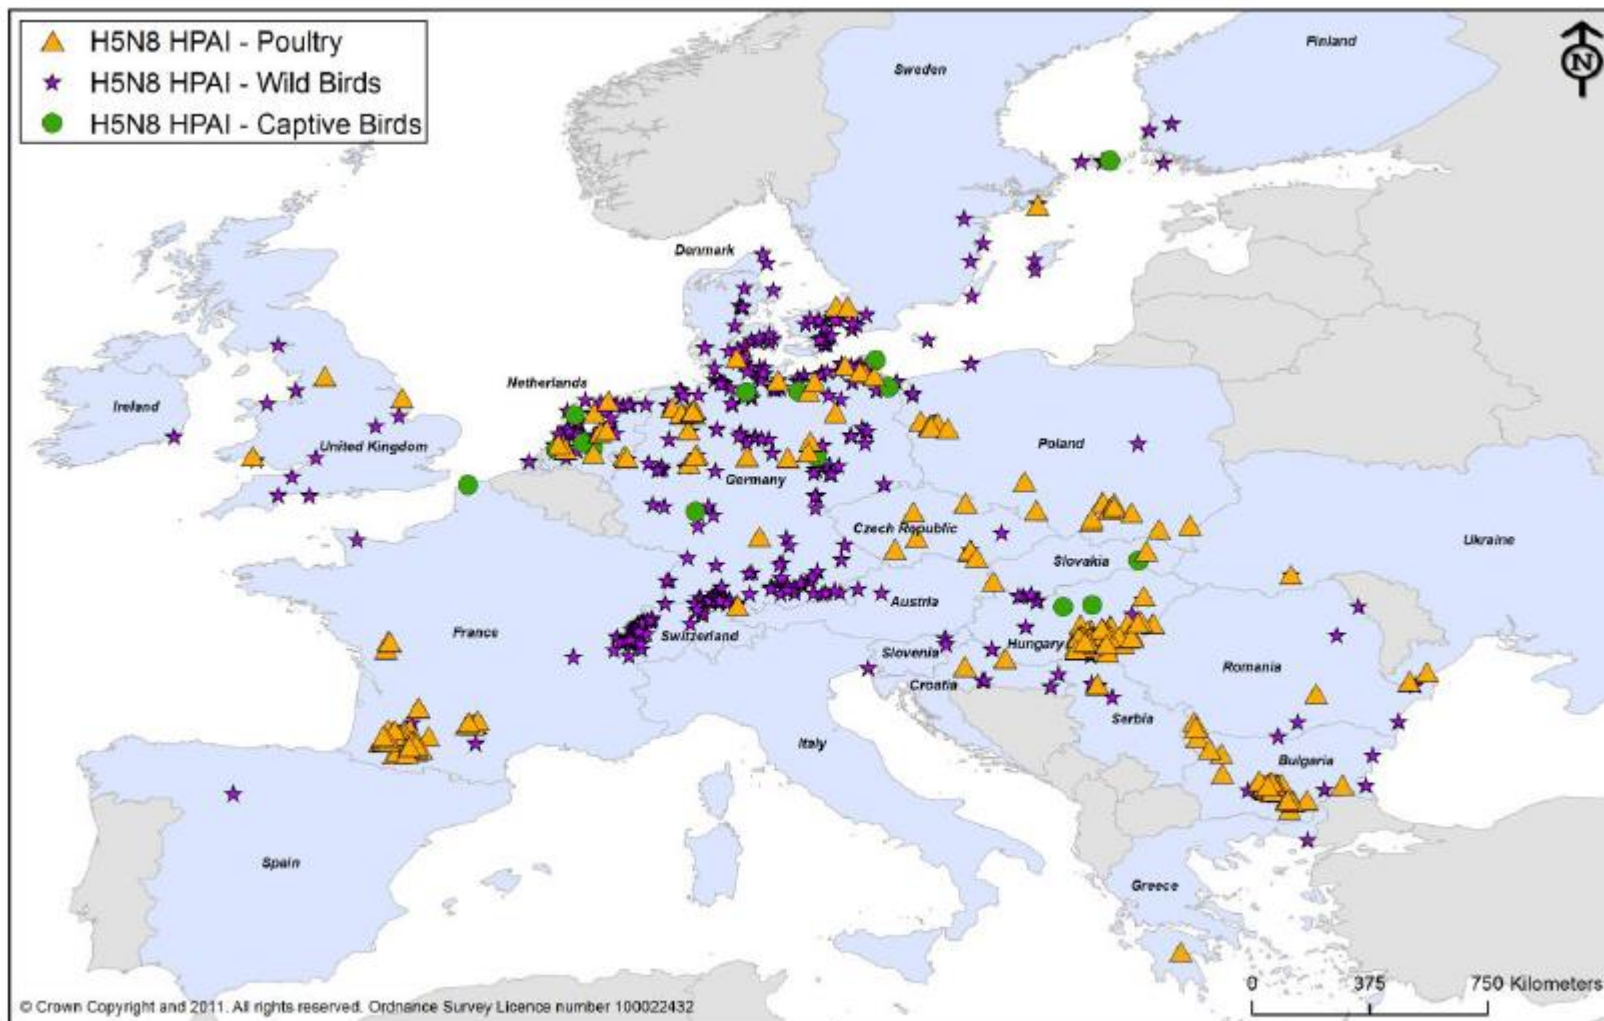 H5N8 HPAI - Poultry
H5N8 HPAI - Wild Birds
H5N8 HPAI - Captive Birds
N
Finland
Sweden
Denmark
Netherlands
Ireland
United Kingdom
Poland
Germany
Czech Republic
Ukraine
Slovakia
Austria
France
Switzerland
Hungary
Slovenia
Romania
Croatia
Serbia
Italy
Bulgaria
Spain
Greece
0 375 750 Kilometers
© Crown Copyright and 2011. All rights reserved. Ordnance Survey Licence number 100022432